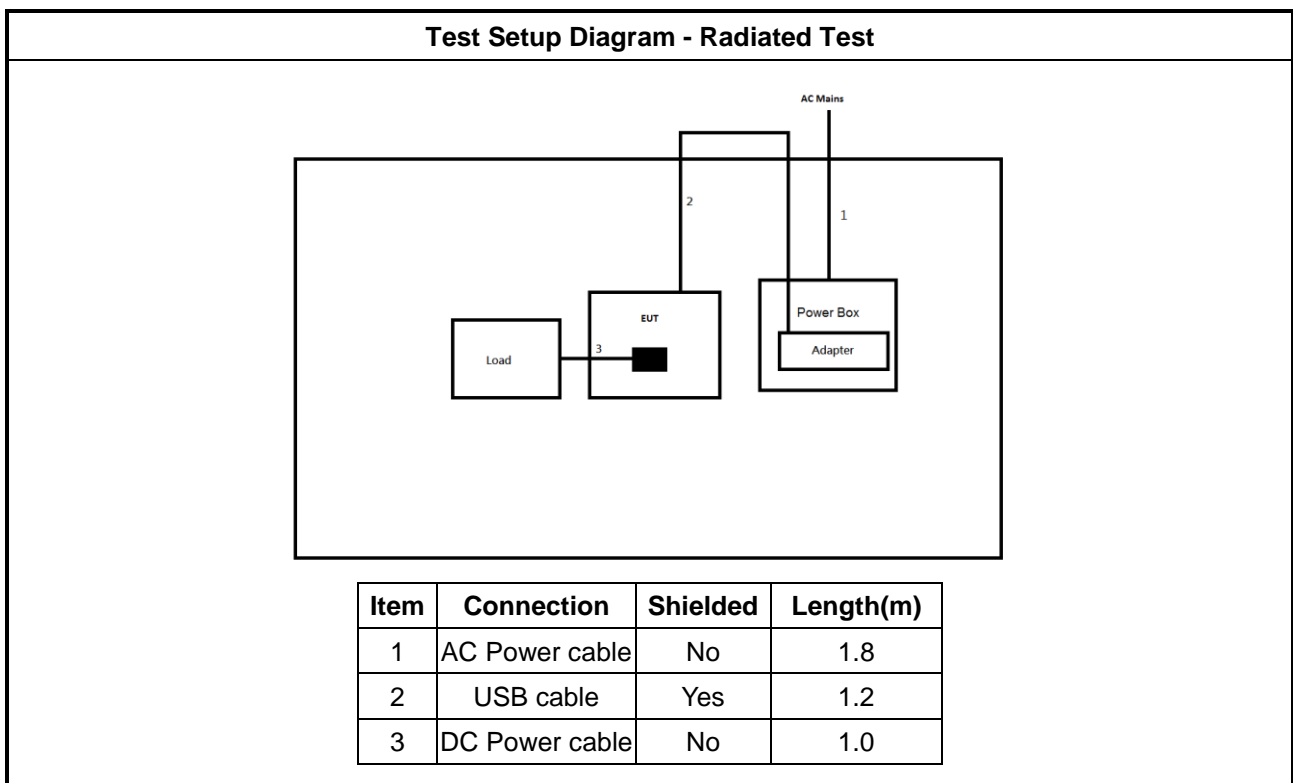 Test Setup Diagram - Radiated Test
AC Mains
2
1
EUT
Power Box
Adapter
3
Load
Item Connection Shielded Length(m)
1 AC Power cable No 1.8
2 USB cable Yes 1.2
3 DC Power cable No 1.0